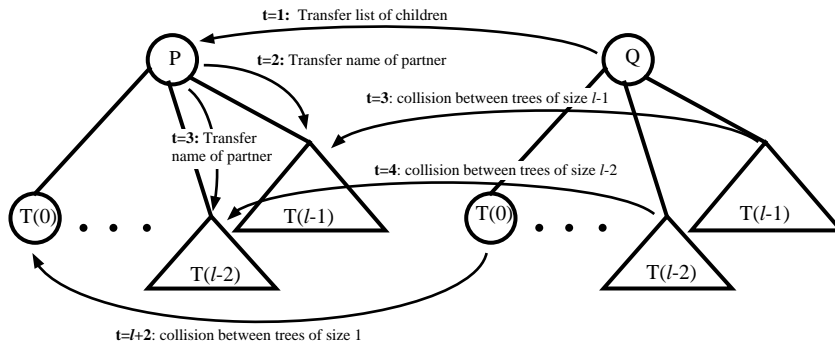 t=1: Transfer list of children
P
Q
t=2: Transfer name of partner
t=3: collision between trees of size l-1
t=3: Transfer
name of partner
t=4: collision between trees of size l-2
T(0)
T(l-1)
T(l-2)
T(0)
T(l-1)
T(l-2)
t=l+2: collision between trees of size 1